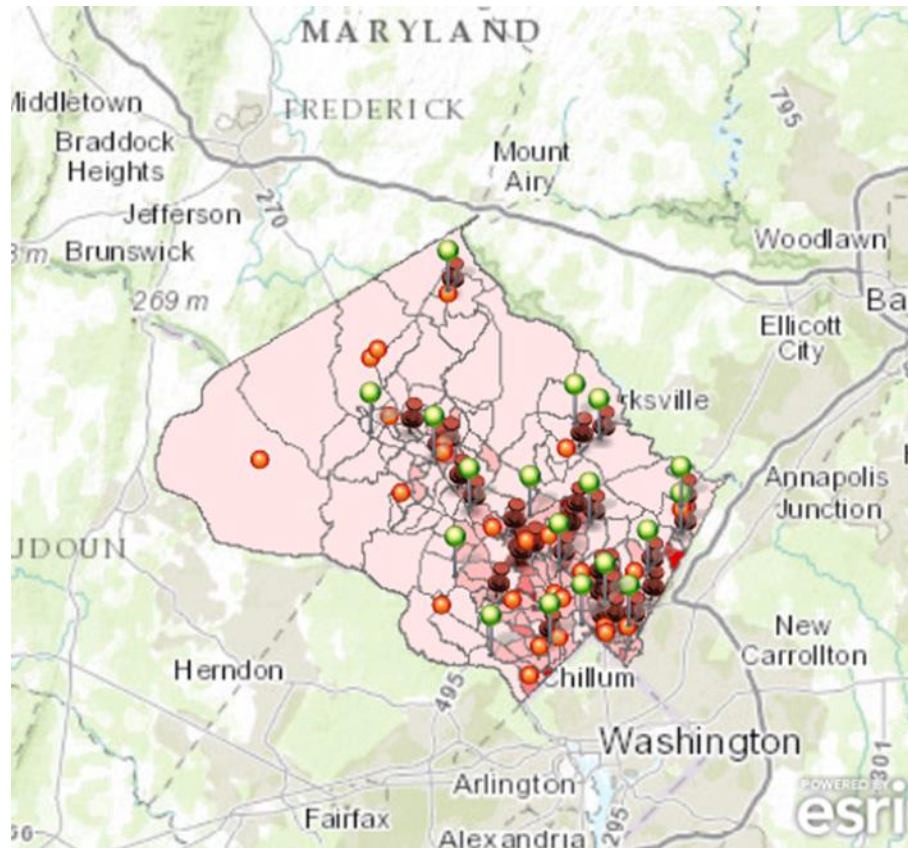 MARYLAND
Middletown
FREDERICK
795
Braddock
Heights
Mount
Airy
270
Jefferson
Woodlawn
m Brunswick
269 m
Ba
Ellicott
City
rksville
Annapolis
Junction
UDOUN
New
Carrollton
Herndon
495
Chillum
Washington
301
Arlington
POWERED BY
esri
Fairfax
295
Alexandria